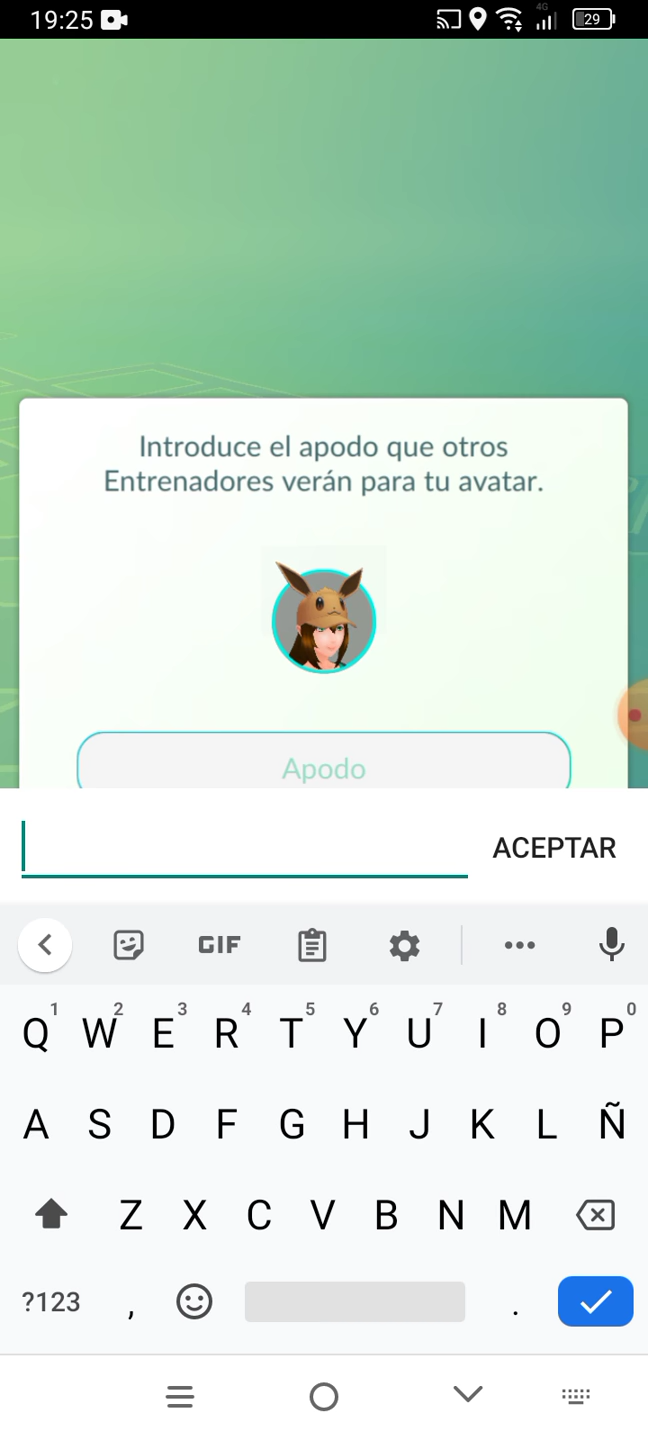 19:25
4G
29
Introduce el apodo que otros
Entrenadores verán para tu avatar.
Apodo
ACEPTAR
GIF
1 2 3 4 5 6 7 8 9 0
Q W E R T Y U I O P
A S D F G H J K L Ñ
Z X C V B N M
?123 , .